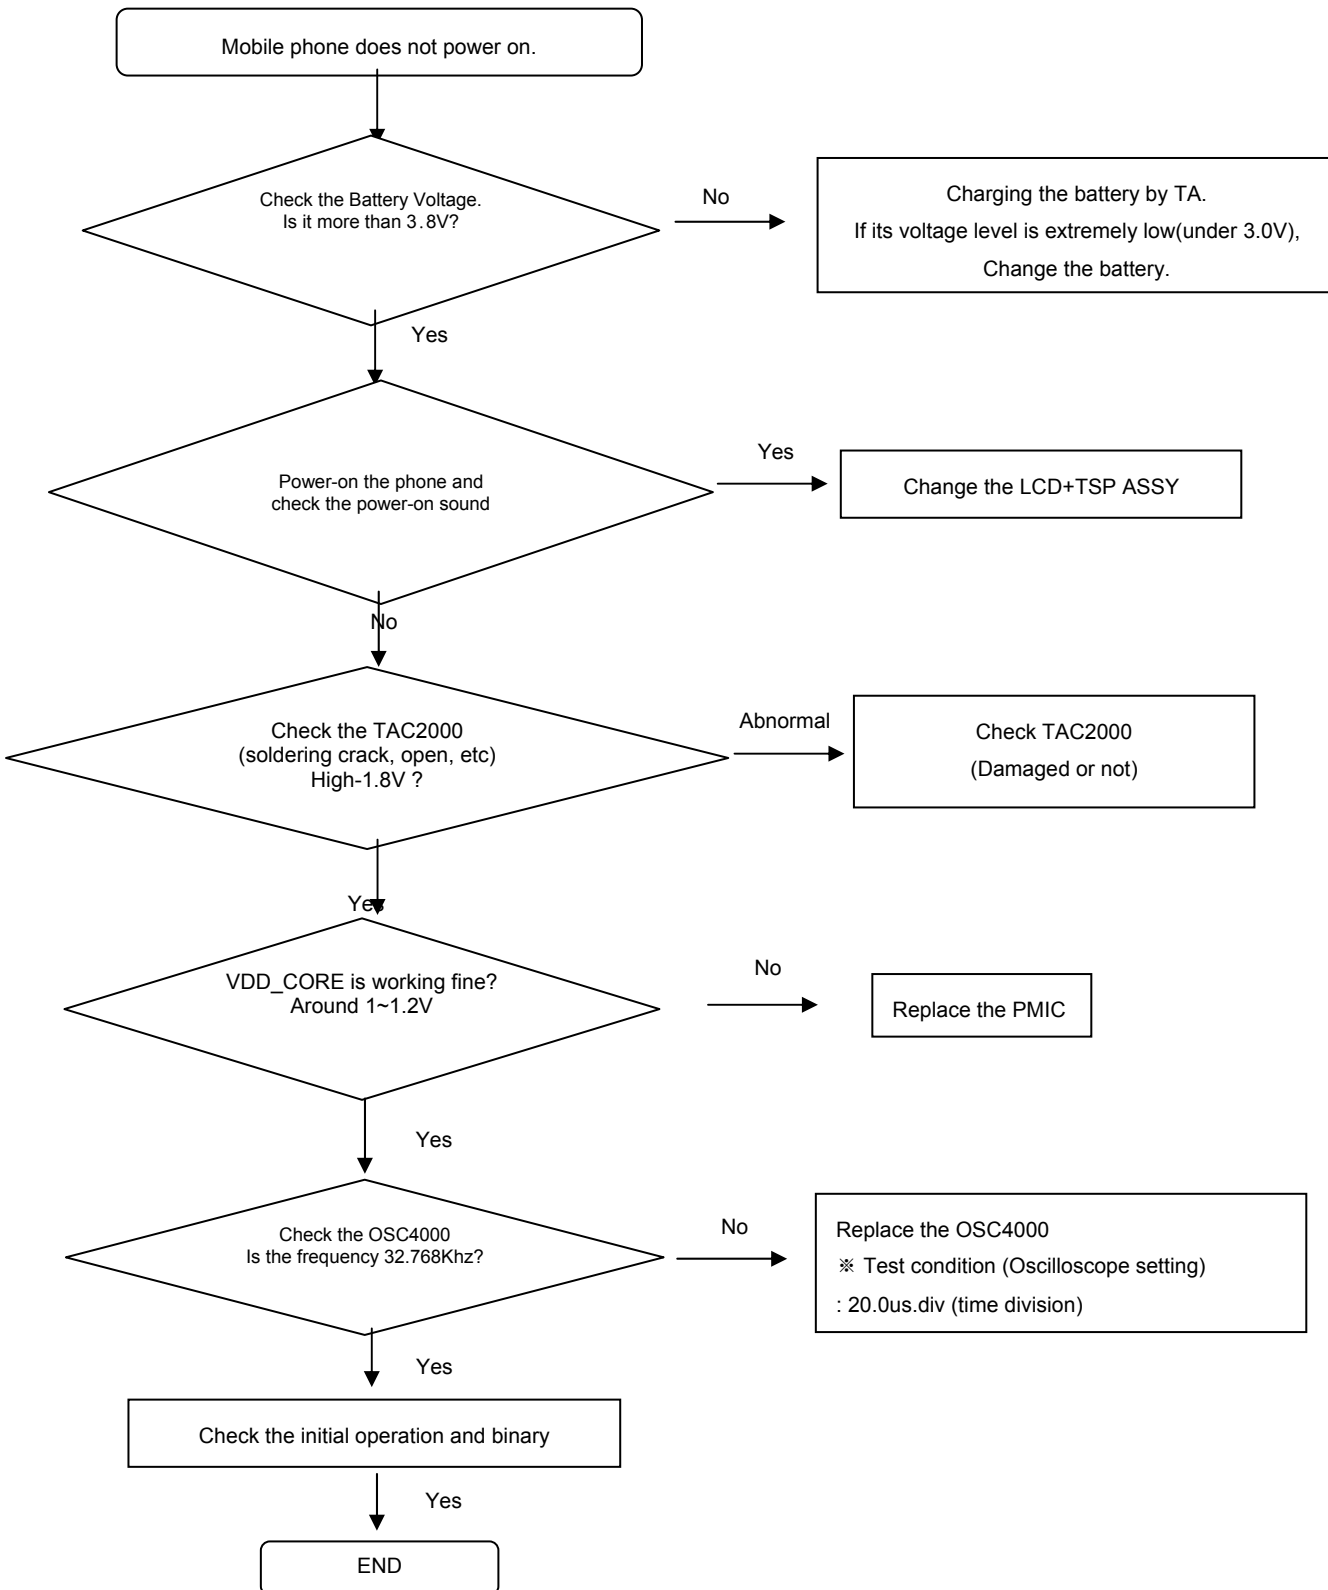 Mobile phone does not power on.
Check the Battery Voltage.
Is it more than 3.8V?
No
Charging the battery by TA.
If its voltage level is extremely low(under 3.0V),
Change the battery.
Yes
Power-on the phone and
check the power-on sound
Yes
Change the LCD+TSP ASSY
No
Check the TAC2000
(soldering crack, open, etc)
High-1.8V ?
Abnormal
Check TAC2000
(Damaged or not)
Yes
VDD_CORE is working fine?
Around 1~1.2V
No
Replace the PMIC
Yes
Check the OSC4000
Is the frequency 32.768Khz?
No
Replace the OSC4000
※ Test condition (Oscilloscope setting)
: 20.0us.div (time division)
Yes
Check the initial operation and binary
Yes
END